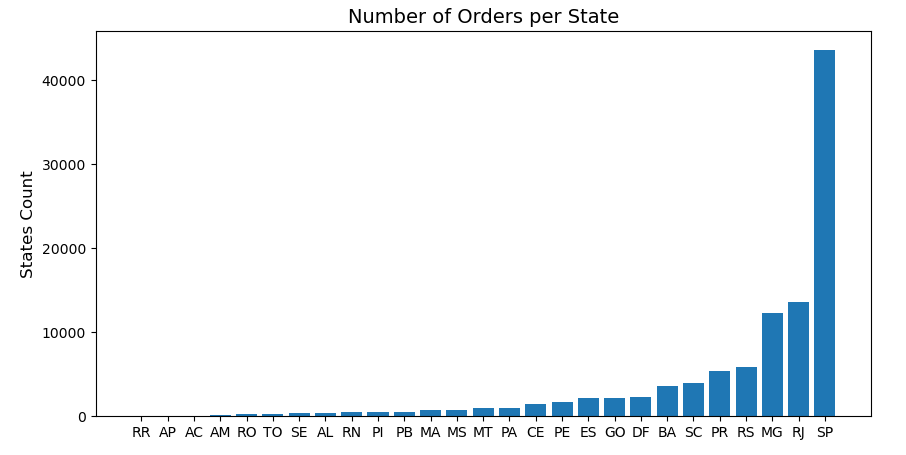 Number of Orders per State
States Count
40000
30000
20000
10000
0
RR AP AC AM RO TO SE AL RN PI PB MA MS MT PA CE PE ES GO DF BA SC PR RS MG RJ SP